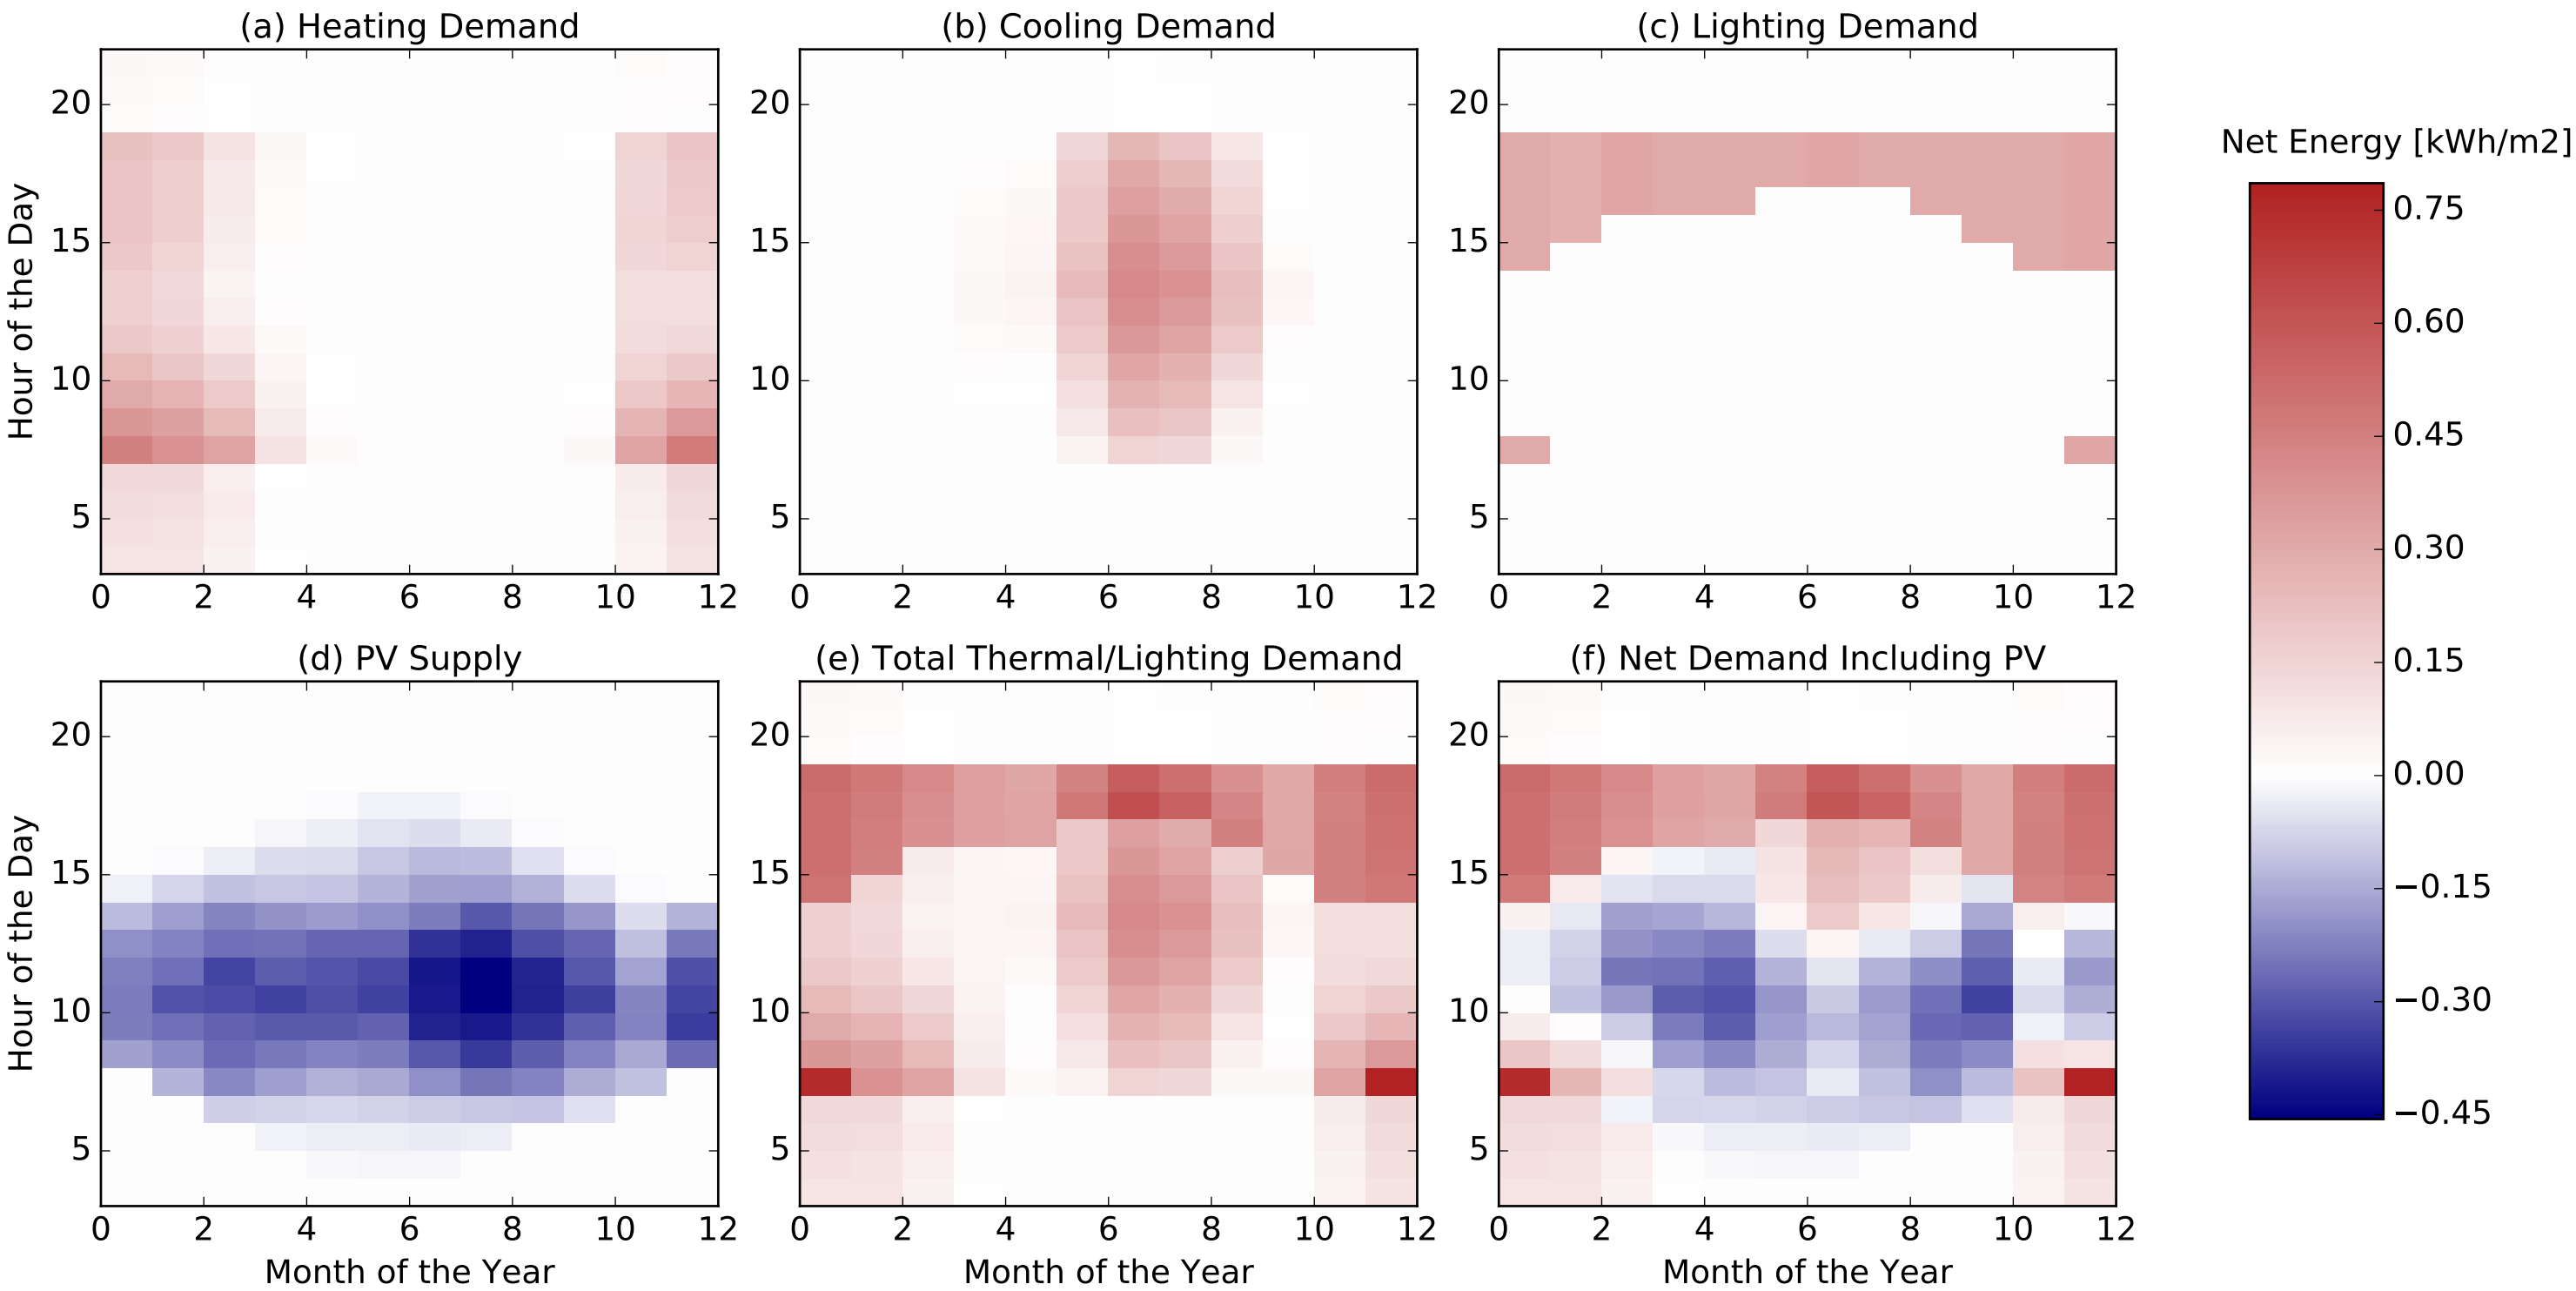 (a) Heating Demand
(b) Cooling Demand
(c) Lighting Demand
Hour of the Day
20
15
10
5
0 2 4 6 8 10 12
20
15
10
5
0 2 4 6 8 10 12
20
15
10
5
0 2 4 6 8 10 12
Net Energy [kWh/m2]
0.75
0.60
0.45
0.30
0.15
0.00
−0.15
−0.30
−0.45
(d) PV Supply
(e) Total Thermal/Lighting Demand
(f) Net Demand Including PV
Hour of the Day
20
15
10
5
0 2 4 6 8 10 12
Month of the Year
20
15
10
5
0 2 4 6 8 10 12
Month of the Year
20
15
10
5
0 2 4 6 8 10 12
Month of the Year